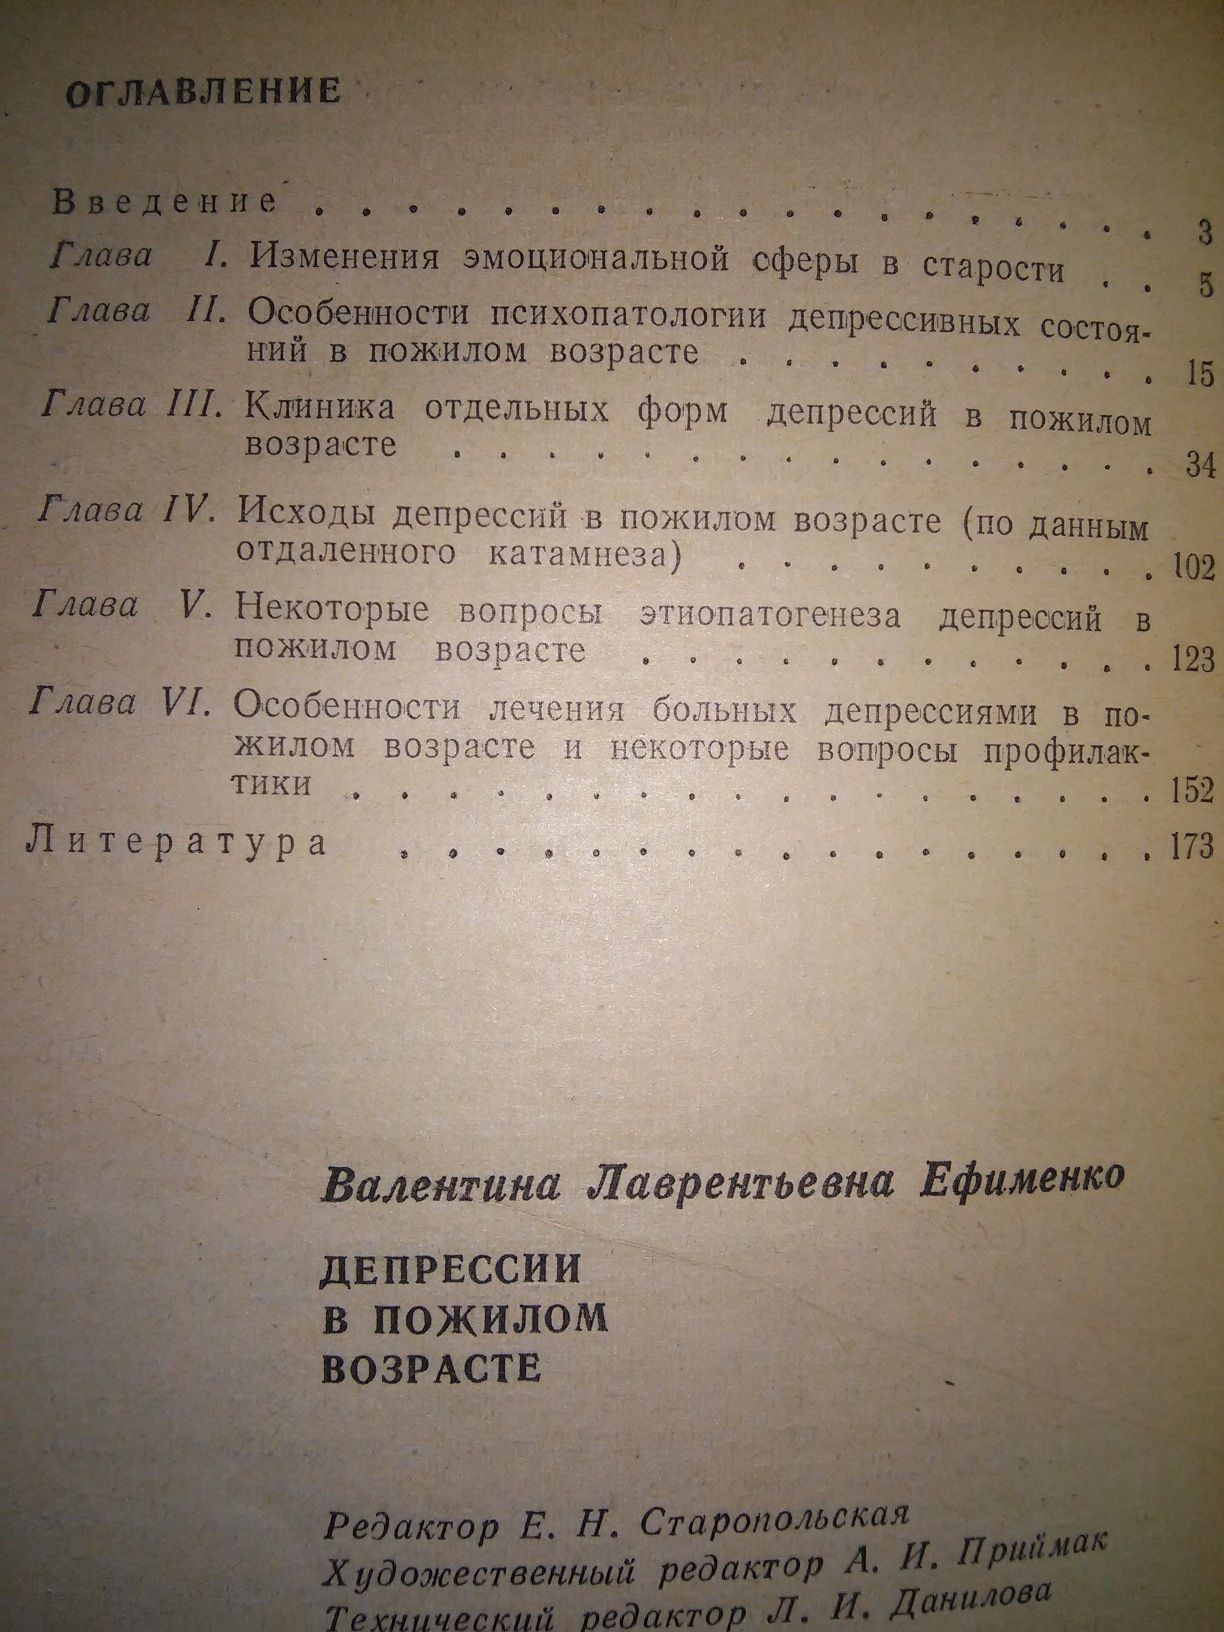 ОГЛАВЛЕНИЕ
Введение . . . . . . . . . . . . . . . . . . . 3
Глава I. Изменения эмоциональной сферы в старости . . 5
Глава II. Особенности психопатологии депрессивных состоя-
ний в пожилом возрасте . . . . . . . . . . 15
Глава III. Клиника отдельных форм депрессий в пожилом
возрасте . . . . . . . . . . . . . . . . 34
Глава IV. Исходы депрессий в пожилом возрасте (по данным
отдаленного катамнеза) . . . . . . . . . . 102
Глава V. Некоторые вопросы этиопатогенеза депрессий в
пожилом возрасте . . . . . . . . . . . . 123
Глава VI. Особенности лечения больных депрессиями в по-
жилом возрасте и некоторые вопросы профилак-
тики . . . . . . . . . . . . . . . . . . 152
Литература . . . . . . . . . . . . . . . . . 173
Валентина Лаврентьевна Ефименко
ДЕПРЕССИИ
В ПОЖИЛОМ
ВОЗРАСТЕ
Редактор Е. Н. Старопольская
Художественный редактор А. И. Приймак
Технический редактор Л. И. Данилова